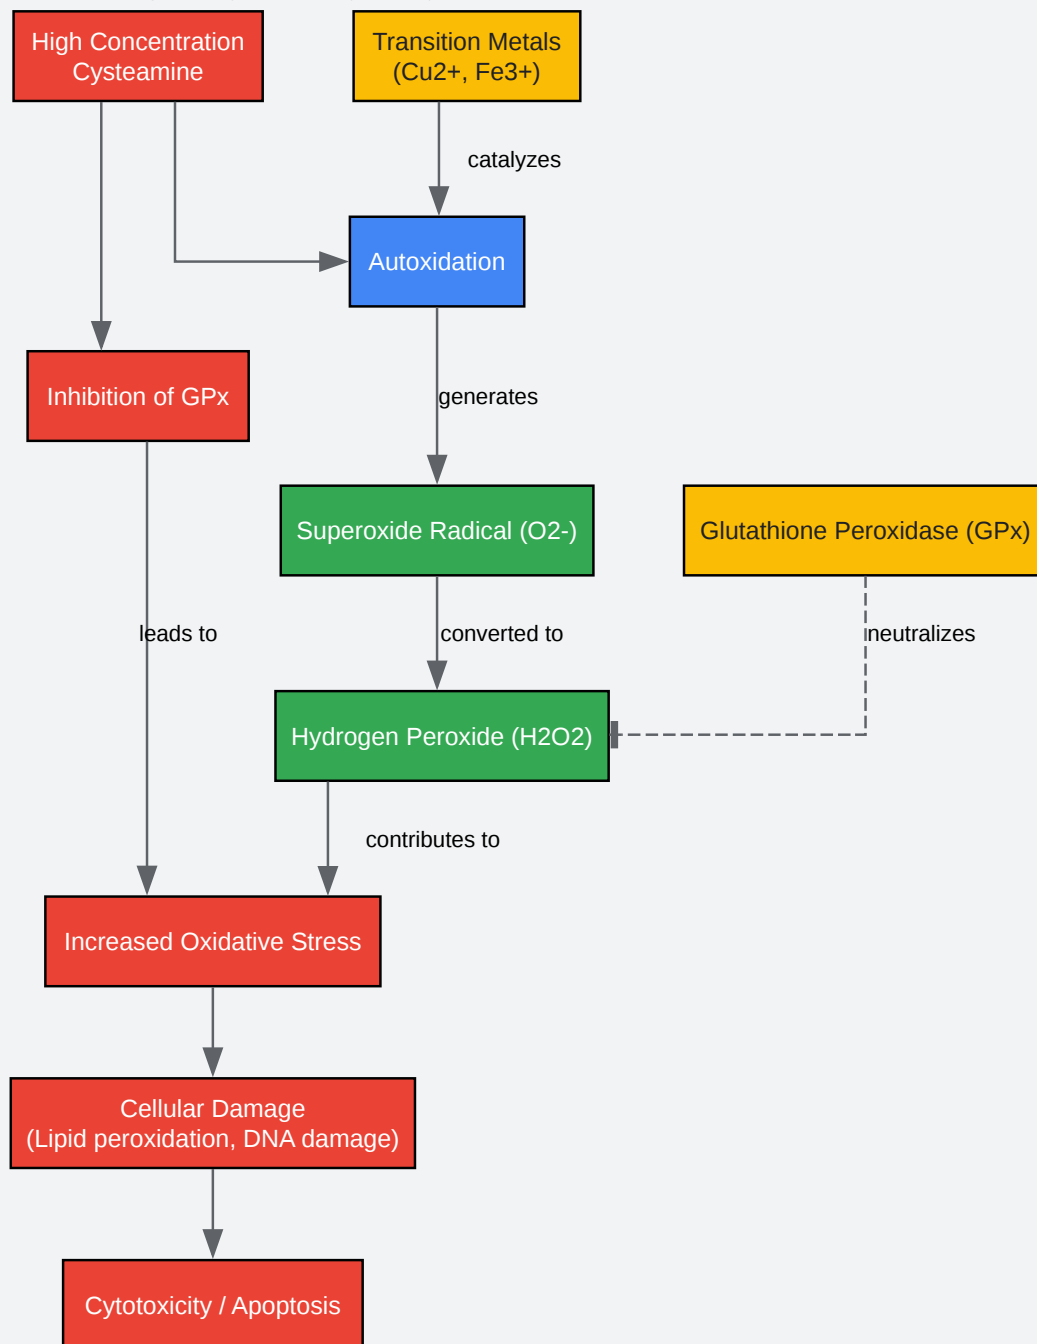 High Concentration
Cysteamine
Transition Metals
(Cu2+, Fe3+)
catalyzes
Autoxidation
Inhibition of GPx
generates
Superoxide Radical (O2-)
Glutathione Peroxidase (GPx)
leads to
converted to
neutralizes
Hydrogen Peroxide (H2O2)
contributes to
Increased Oxidative Stress
Cellular Damage
(Lipid peroxidation, DNA damage)
Cytotoxicity / Apoptosis